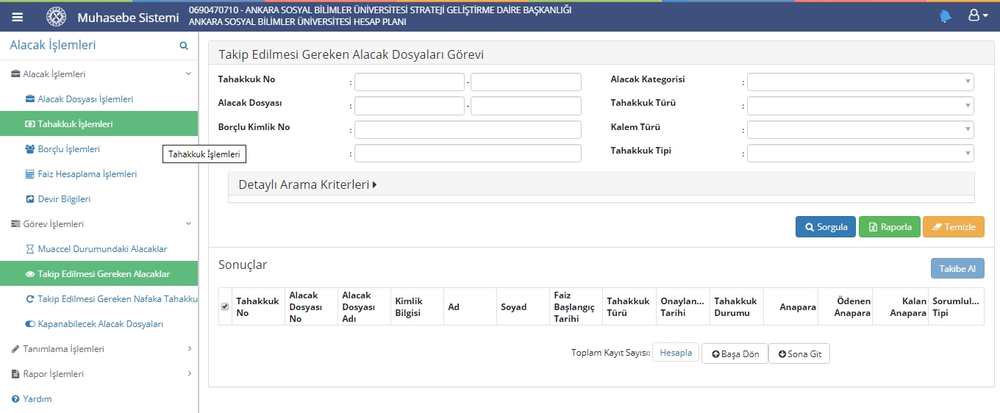 Muhasebe Sistemi
0690470710 - ANKARA SOSYAL BİLİMLER ÜNİVERSİTESİ STRATEJİ GELİŞTİRME DAİRE BAŞKANLIĞI
ANKARA SOSYAL BİLİMLER ÜNİVERSİTESİ HESAP PLANI
Alacak İşlemleri
Alacak İşlemleri
Alacak Dosyası İşlemleri
Tahakkuk İşlemleri
Borçlu İşlemleri
Tahakkuk İşlemleri
Faiz Hesaplama İşlemleri
Devir Bilgileri
Görev İşlemleri
Muaccel Durumundaki Alacaklar
Takip Edilmesi Gereken Alacaklar
Takip Edilmesi Gereken Nafaka Tahakku
Kapanabilecek Alacak Dosyaları
Tanımlama İşlemleri
Rapor İşlemleri
Yardım
Takip Edilmesi Gereken Alacak Dosyaları Görevi
Tahakkuk No : -
Alacak Kategorisi :
Alacak Dosyası : -
Tahakkuk Türü :
Borçlu Kimlik No :
Kalem Türü :
:
Tahakkuk Tipi :
Detaylı Arama Kriterleri
Sorgula Raporla Temizle
Sonuçlar
Takibe Al
Tahakkuk No
Alacak Dosyası No
Alacak Dosyası Adı
Kimlik Bilgisi
Ad
Soyad
Faiz Başlangıç Tarihi
Tahakkuk Türü
Onaylan... Tarihi
Tahakkuk Durumu
Anapara
Ödenen Anapara
Kalan Anapara
Sorumlul... Tipi
Toplam Kayıt Sayısı: Hesapla Başa Dön Sona Git